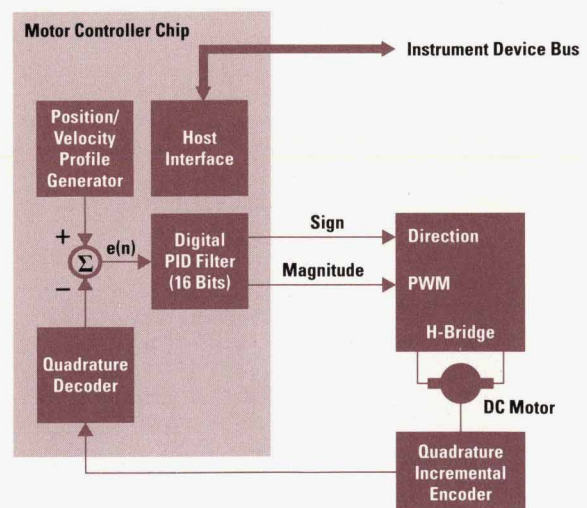 Motor Controller Chip
Instrument Device Bus
Position/
Velocity
Profile
Generator
Host
Interface
+
Σ
−
e(n)
Digital
PID Filter
(16 Bits)
Sign
Magnitude
Direction
PWM
H-Bridge
Quadrature
Decoder
DC Motor
Quadrature
Incremental
Encoder